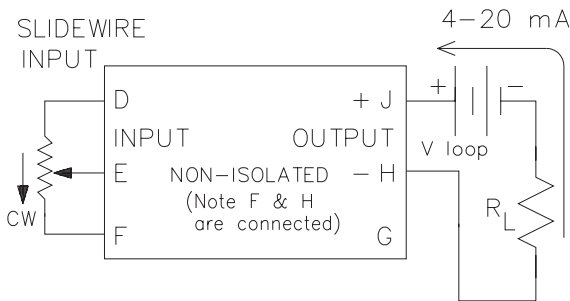 SLIDEWIRE
INPUT
4-20 mA
D
+ J
+
-
INPUT
OUTPUT
V loop
E
NON-ISOLATED
- H
(Note F & H
are connected)
CW
F
G
RL